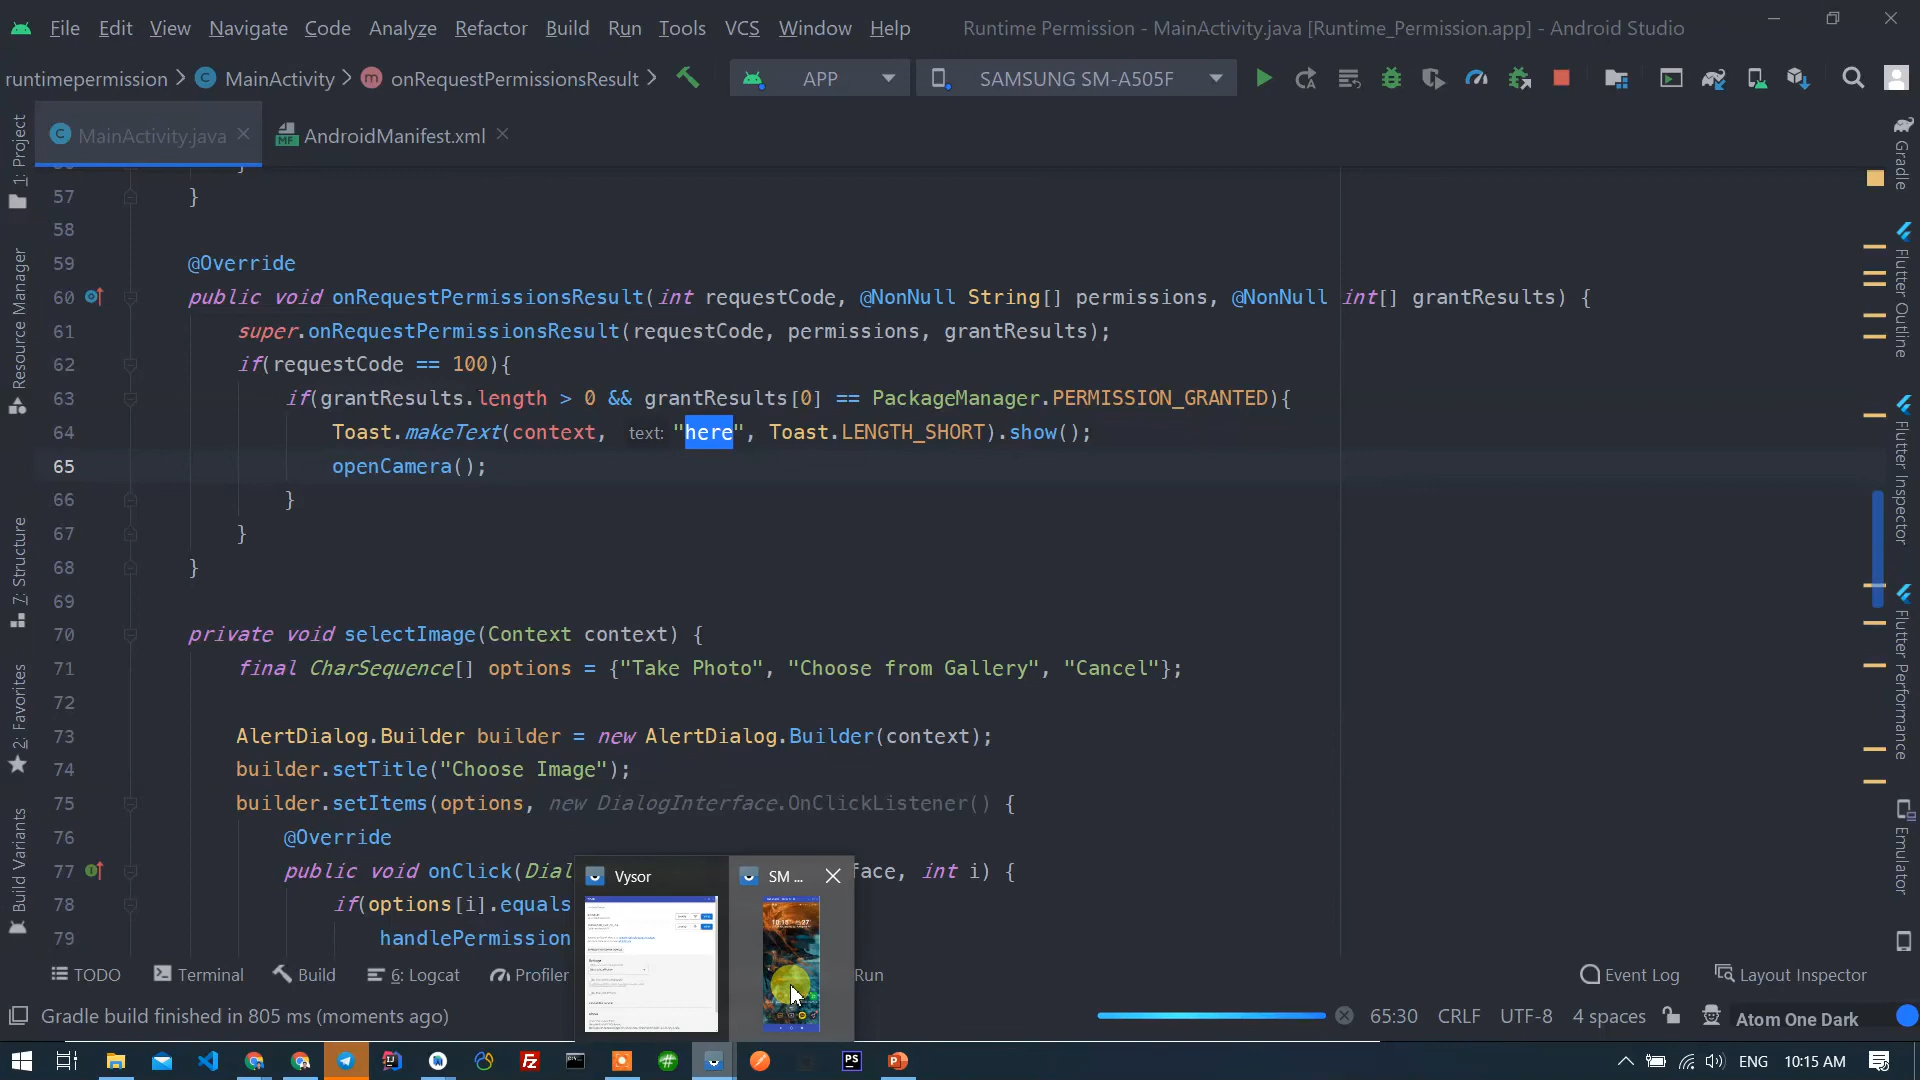 File Edit View Navigate Code Analyze Refactor Build Run Tools VCS Window Help Runtime Permission - MainActivity.java [Runtime_Permission.app] - Android Studio
runtimepermission MainActivity onRequestPermissionsResult APP SAMSUNG SM-A505F
MainActivity.java AndroidManifest.xml
57 }
58
59 @Override
60 public void onRequestPermissionsResult(int requestCode, @NonNull String[] permissions, @NonNull int[] grantResults) {
61 super.onRequestPermissionsResult(requestCode, permissions, grantResults);
62 if(requestCode == 100){
63 if(grantResults.length > 0 && grantResults[0] == PackageManager.PERMISSION_GRANTED){
64 Toast.makeText(context, text: "here", Toast.LENGTH_SHORT).show();
65 openCamera();
66 }
67 }
68 }
69
70 private void selectImage(Context context) {
71 final CharSequence[] options = {"Take Photo", "Choose from Gallery", "Cancel"};
72
73 AlertDialog.Builder builder = new AlertDialog.Builder(context);
74 builder.setTitle("Choose Image");
75 builder.setItems(options, new DialogInterface.OnClickListener() {
76 @Override
77 public void onClick(Dial face, int i) {
78 if(options[i].equals
79 handlePermission
1: Project
Resource Manager
7: Structure
2: Favorites
Build Variants
Gradle
Flutter Outline
Flutter Inspector
Flutter Performance
Emulator
Vysor SM ...
TODO Terminal Build 6: Logcat Profiler Run Event Log Layout Inspector
Gradle build finished in 805 ms (moments ago) 65:30 CRLF UTF-8 4 spaces Atom One Dark
ENG 10:15 AM